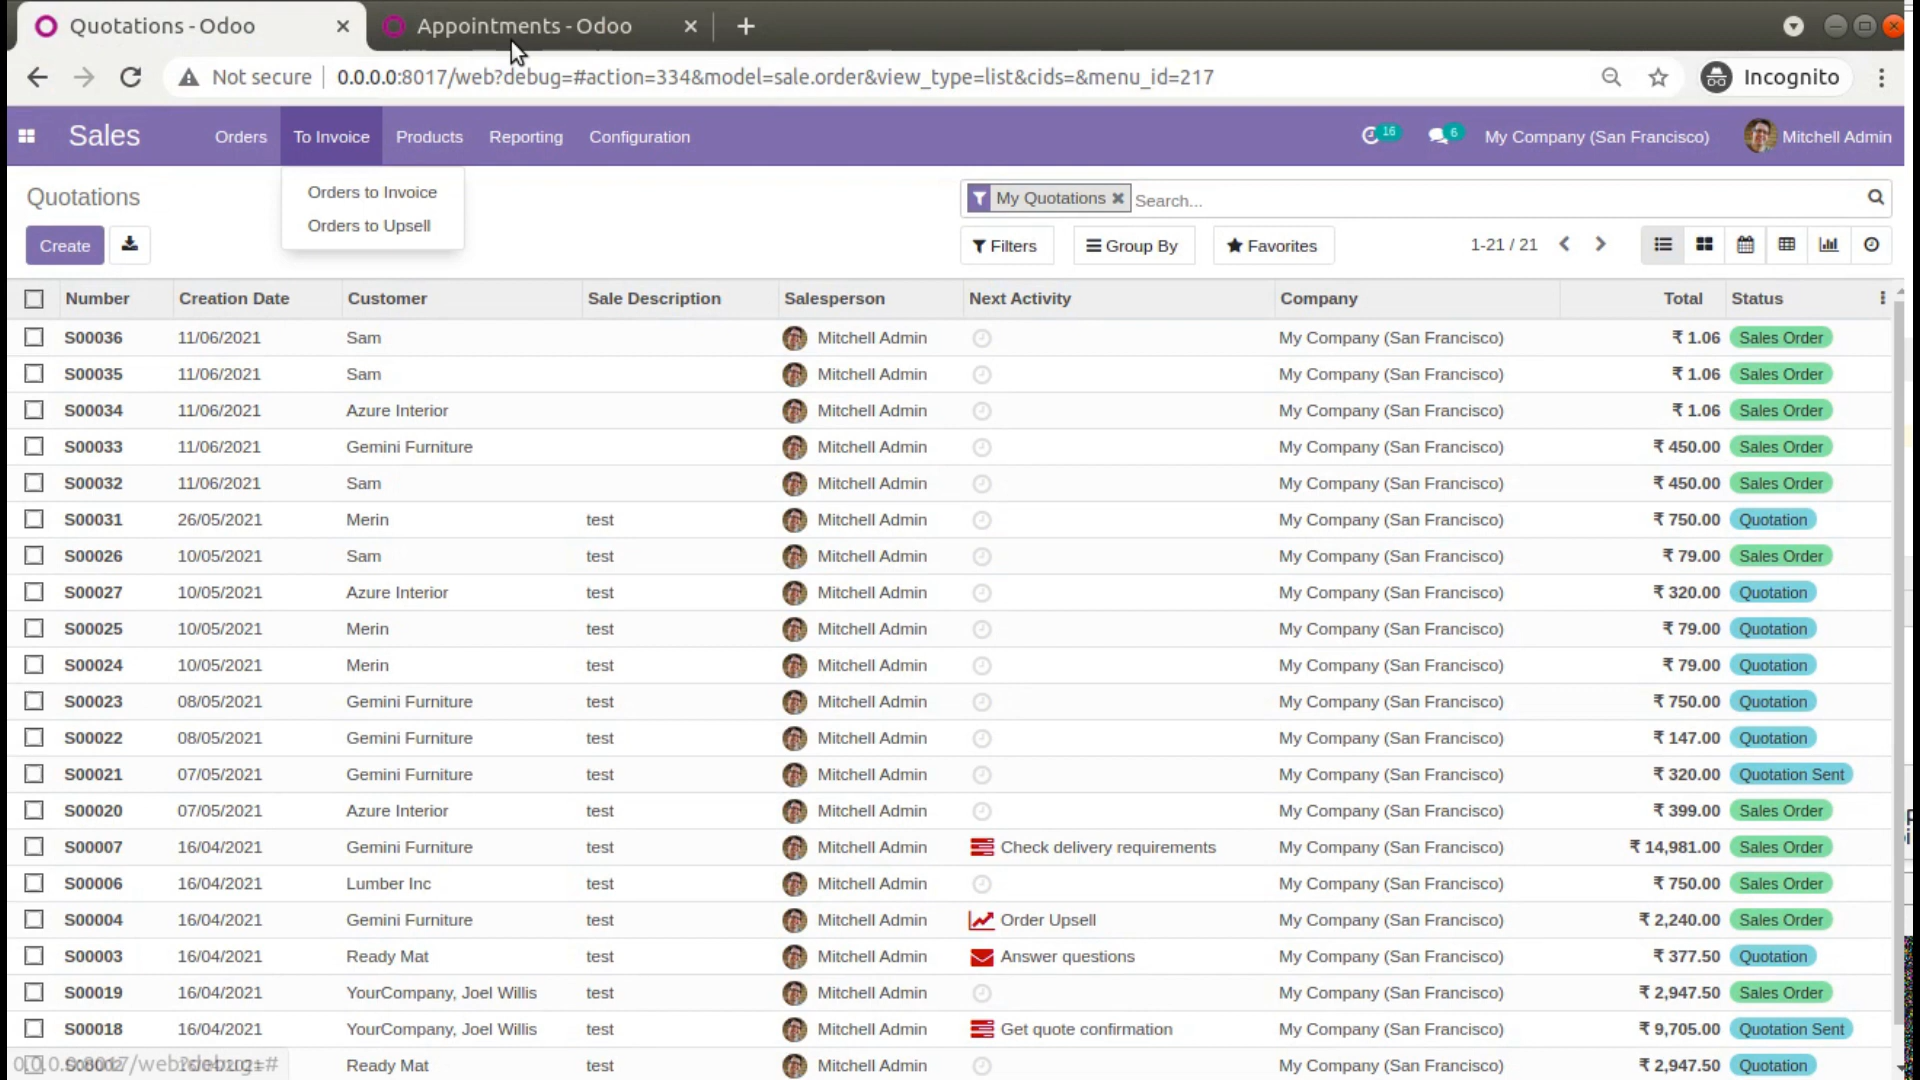 Quotations - Odoo
Appointments - Odoo
Not secure
0.0.0.0:8017/web?debug=#action=334&model=sale.order&view_type=list&cids=&menu_id=217
Incognito
Sales Orders To Invoice Products Reporting Configuration 16 6 My Company (San Francisco) Mitchell Admin
Orders to Invoice
Orders to Upsell
Quotations
My Quotations Search...
Create
Filters Group By Favorites 1-21 / 21
Number Creation Date Customer Sale Description Salesperson Next Activity Company Total Status
S00036 11/06/2021 Sam Mitchell Admin My Company (San Francisco) ₹ 1.06 Sales Order
S00035 11/06/2021 Sam Mitchell Admin My Company (San Francisco) ₹ 1.06 Sales Order
S00034 11/06/2021 Azure Interior Mitchell Admin My Company (San Francisco) ₹ 1.06 Sales Order
S00033 11/06/2021 Gemini Furniture Mitchell Admin My Company (San Francisco) ₹ 450.00 Sales Order
S00032 11/06/2021 Sam Mitchell Admin My Company (San Francisco) ₹ 450.00 Sales Order
S00031 26/05/2021 Merin test Mitchell Admin My Company (San Francisco) ₹ 750.00 Quotation
S00026 10/05/2021 Sam test Mitchell Admin My Company (San Francisco) ₹ 79.00 Sales Order
S00027 10/05/2021 Azure Interior test Mitchell Admin My Company (San Francisco) ₹ 320.00 Quotation
S00025 10/05/2021 Merin test Mitchell Admin My Company (San Francisco) ₹ 79.00 Quotation
S00024 10/05/2021 Merin test Mitchell Admin My Company (San Francisco) ₹ 79.00 Quotation
S00023 08/05/2021 Gemini Furniture test Mitchell Admin My Company (San Francisco) ₹ 750.00 Quotation
S00022 08/05/2021 Gemini Furniture test Mitchell Admin My Company (San Francisco) ₹ 147.00 Quotation
S00021 07/05/2021 Gemini Furniture test Mitchell Admin My Company (San Francisco) ₹ 320.00 Quotation Sent
S00020 07/05/2021 Azure Interior test Mitchell Admin My Company (San Francisco) ₹ 399.00 Sales Order
S00007 16/04/2021 Gemini Furniture test Mitchell Admin Check delivery requirements My Company (San Francisco) ₹ 14,981.00 Sales Order
S00006 16/04/2021 Lumber Inc test Mitchell Admin My Company (San Francisco) ₹ 750.00 Sales Order
S00004 16/04/2021 Gemini Furniture test Mitchell Admin Order Upsell My Company (San Francisco) ₹ 2,240.00 Sales Order
S00003 16/04/2021 Ready Mat test Mitchell Admin Answer questions My Company (San Francisco) ₹ 377.50 Quotation
S00019 16/04/2021 YourCompany, Joel Willis test Mitchell Admin My Company (San Francisco) ₹ 2,947.50 Sales Order
S00018 16/04/2021 YourCompany, Joel Willis test Mitchell Admin Get quote confirmation My Company (San Francisco) ₹ 9,705.00 Quotation Sent
Ready Mat test Mitchell Admin My Company (San Francisco) ₹ 2,947.50 Quotation